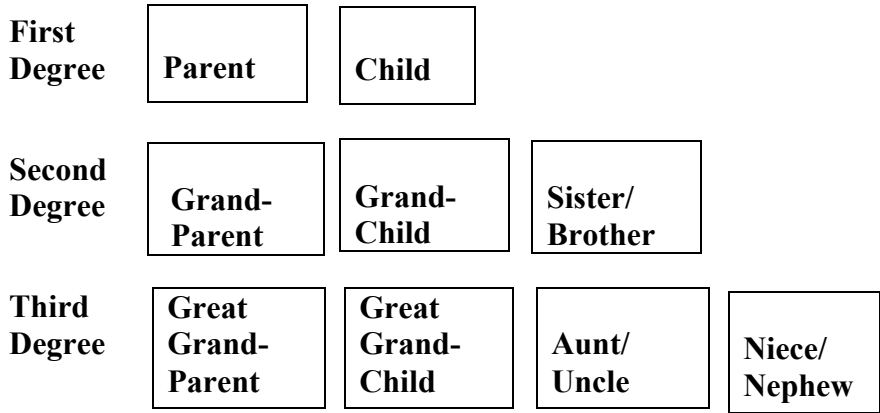 First
Degree
Parent
Child
Second
Degree
Grand-
Parent
Grand-
Child
Sister/
Brother
Third
Degree
Great
Grand-
Parent
Great
Grand-
Child
Aunt/
Uncle
Niece/
Nephew